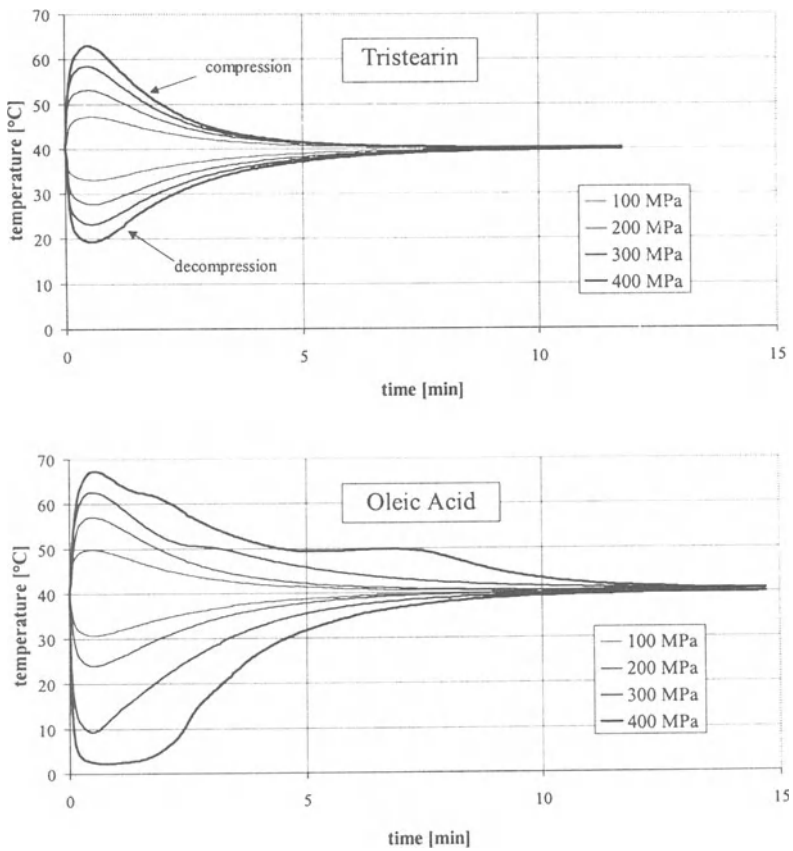 Tristearin
compression
decompression
temperature [°C]
70
60
50
40
30
20
10
0
0
5
10
15
time [min]
100 MPa
200 MPa
300 MPa
400 MPa
Oleic Acid
temperature [°C]
70
60
50
40
30
20
10
0
0
5
10
15
time [min]
100 MPa
200 MPa
300 MPa
400 MPa